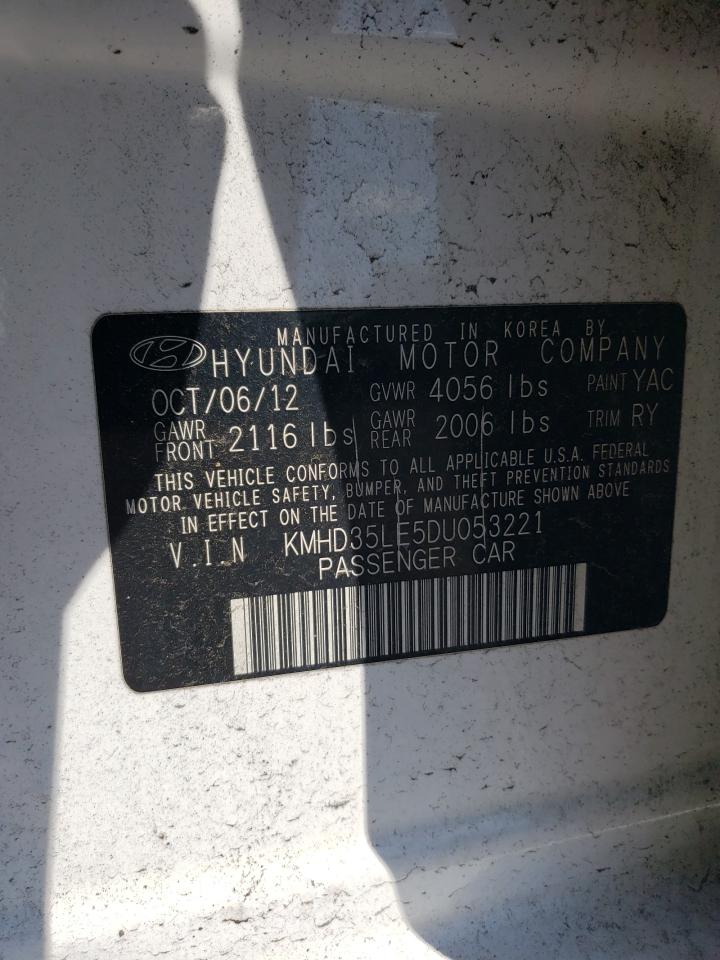 MANUFACTURED IN KOREA BY
HYUNDAI MOTOR COMPANY
OCT/06/12 GVWR 4056 lbs PAINT YAC
GAWR FRONT 2116 lbs GAWR REAR 2006 lbs TRIM RY
THIS VEHICLE CONFORMS TO ALL APPLICABLE U.S.A. FEDERAL
MOTOR VEHICLE SAFETY, BUMPER, AND THEFT PREVENTION STANDARDS
IN EFFECT ON THE DATE OF MANUFACTURE SHOWN ABOVE
V.I.N KMHD35LE5DU053221
PASSENGER CAR